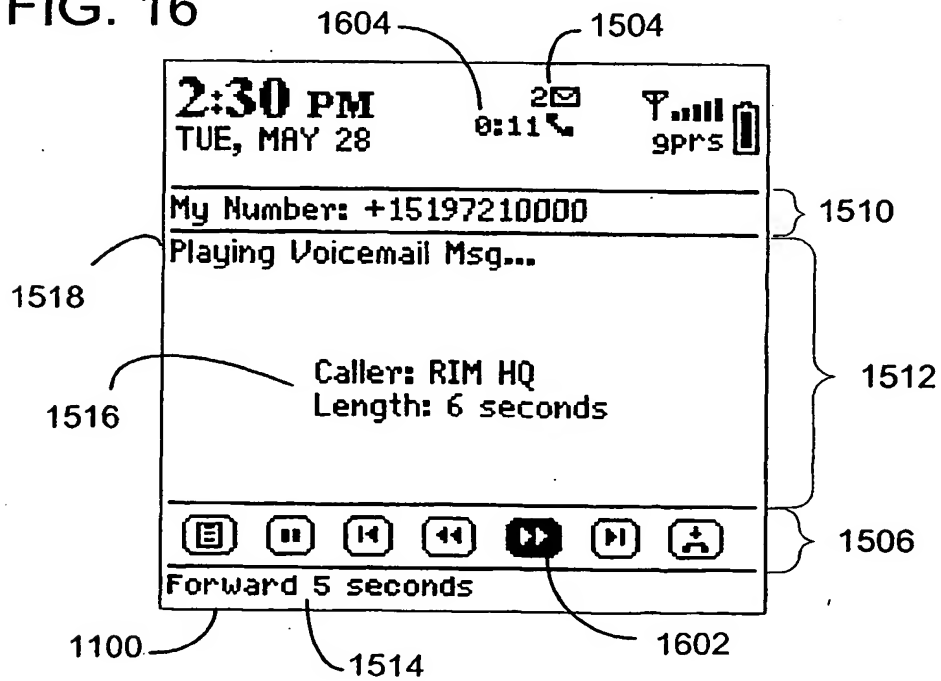 FIG. 16
1604
1504
2:30 PM
2
TUE, MAY 28
0:11
gprs
My Number: +15197210000
1510
Playing Voicemail Msg...
1518
1512
Caller: RIM HQ
1516
Length: 6 seconds
1506
Forward 5 seconds
1100
1514
1602